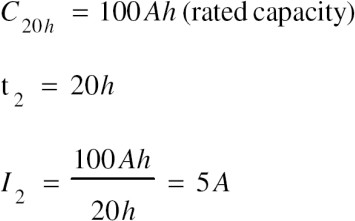 C₂₀ₕ = 100 Ah (rated capacity)
t₂ = 20h
I₂ = 100 Ah / 20h = 5 A